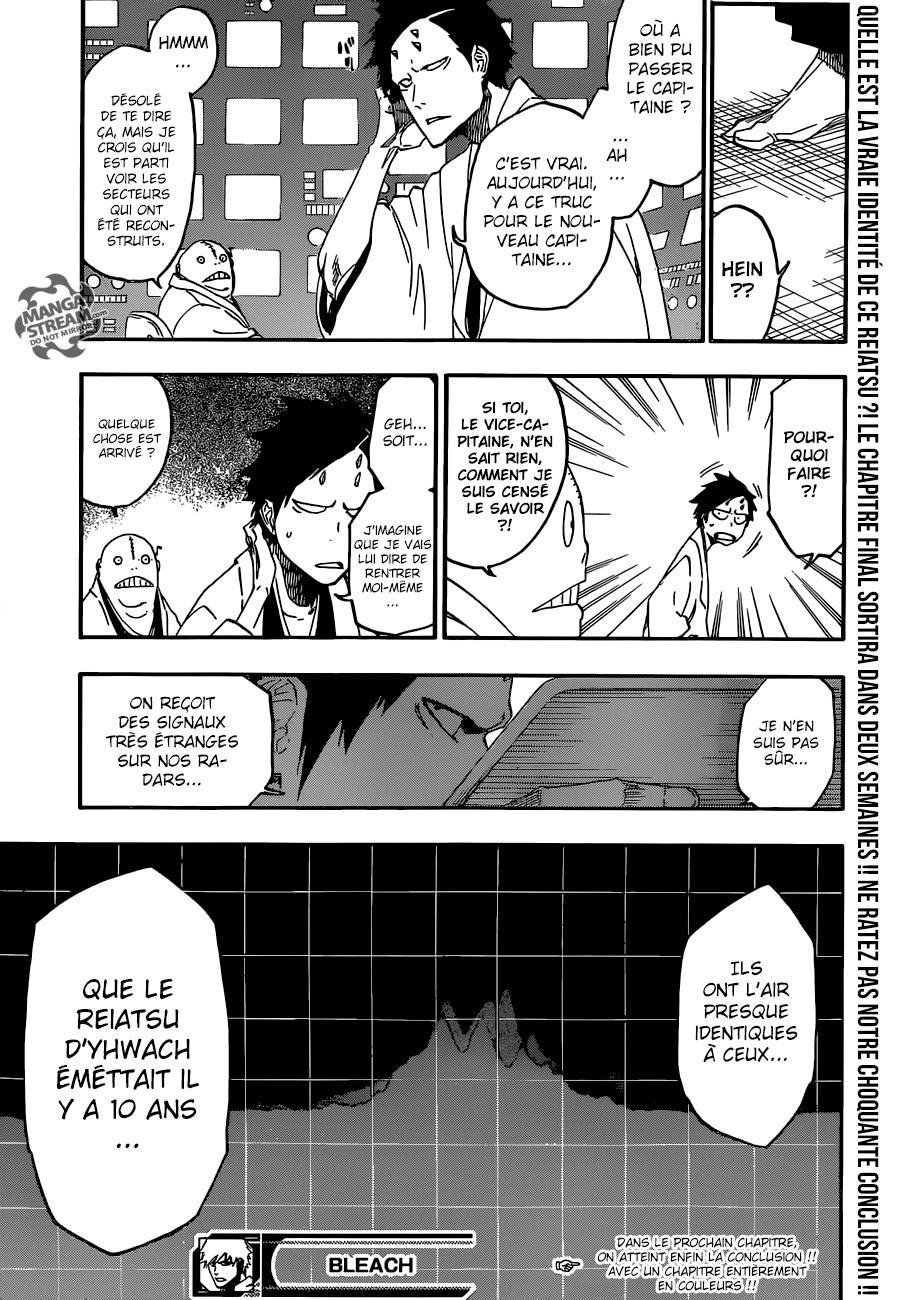 HEIN
??
OÙ A
BIEN PU
PASSER
LE CAPI-
TAINE ?
...
AH
...
C'EST VRAI.
AUJOURD'HUI,
Y A CE TRUC
POUR LE NOU-
VEAU CAPI-
TAINE...
HMMM
...
DÉSOLÉ
DE TE DIRE
ÇA, MAIS JE
CROIS QU'IL
EST PARTI
VOIR LES
SECTEURS
QUI ONT
ÉTÉ RECON-
STRUITS.
MANGA
STREAM.com
DO NOT MIRROR!
POUR-
QUOI
FAIRE
?!
SI TOI,
LE VICE-CA-
PITAINE, N'EN
SAIT RIEN,
COMMENT JE
SUIS CENSÉ
LE SAVOIR
?!
GEH...
SOIT...
J'IMAGINE
QUE JE VAIS
LUI DIRE DE
RENTRER
MOI-MÊME
...
QUELQUE
CHOSE EST
ARRIVÉ ?
JE N'EN
SUIS PAS
SÛR...
ON REÇOIT
DES SIGNAUX
TRÈS ÉTRANGES
SUR NOS RA-
DARS...
ILS
ONT L'AIR
PRESQUE
IDENTIQUES
À CEUX...
QUE LE
REIATSU
D'YHWACH
ÉMÉTTAIT IL
Y A 10 ANS
...
BLEACH
DANS LE PROCHAIN CHAPITRE,
ON ATTEINT ENFIN LA CONCLUSION !!
AVEC UN CHAPITRE ENTIÈREMENT
EN COULEURS !!
QUELLE EST LA VRAIE IDENTITÉ DE CE REIATSU ?! LE CHAPITRE FINAL SORTIRA DANS DEUX SEMAINES !! NE RATEZ PAS NOTRE CHOQUANTE CONCLUSION !!